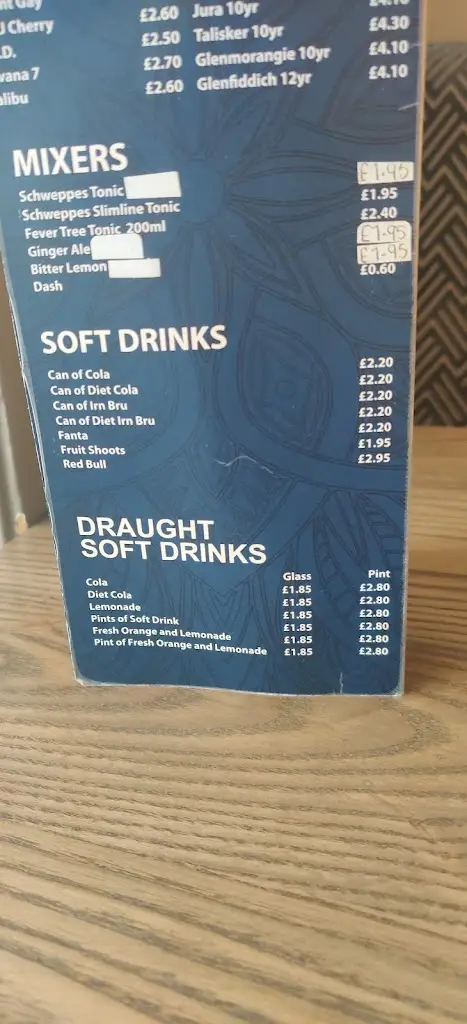 nt Gay
J Cherry £2.60 Jura 10yr
.D. £2.50 Talisker 10yr £4.30
vana 7 £2.70 Glenmorangie 10yr £4.10
alibu £2.60 Glenfiddich 12yr £4.10
MIXERS
Schweppes Tonic £1.95
Schweppes Slimline Tonic £1.95
Fever Tree Tonic 200ml £2.40
Ginger Ale £1.95
Bitter Lemon £1.95
Dash £0.60
SOFT DRINKS
Can of Cola £2.20
Can of Diet Cola £2.20
Can of Irn Bru £2.20
Can of Diet Irn Bru £2.20
Fanta £2.20
Fruit Shoots £1.95
Red Bull £2.95
DRAUGHT
SOFT DRINKS
Glass Pint
Cola £1.85 £2.80
Diet Cola £1.85 £2.80
Lemonade £1.85 £2.80
Pints of Soft Drink £1.85 £2.80
Fresh Orange and Lemonade £1.85 £2.80
Pint of Fresh Orange and Lemonade £1.85 £2.80